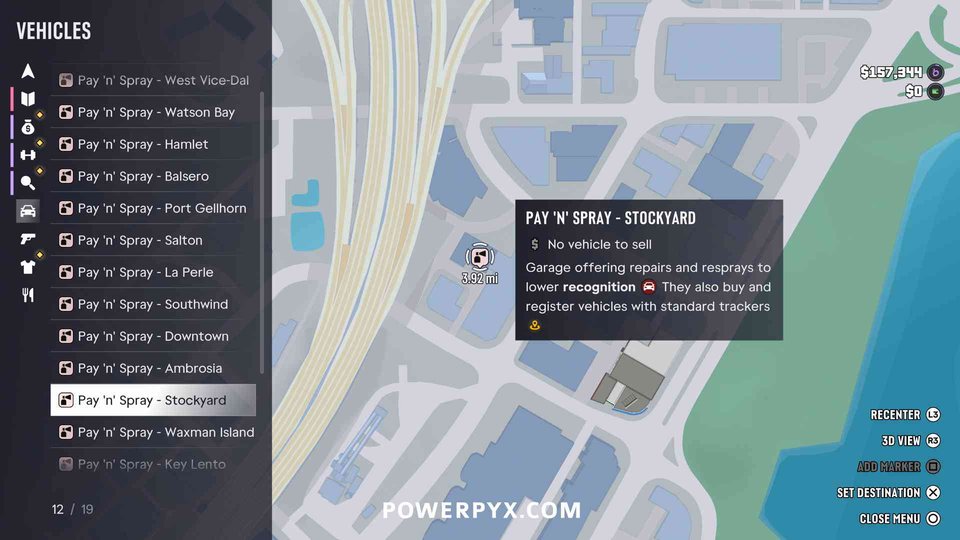 VEHICLES
Pay 'n' Spray - West Vice-Dal
Pay 'n' Spray - Watson Bay
Pay 'n' Spray - Hamlet
Pay 'n' Spray - Balsero
Pay 'n' Spray - Port Gellhorn
Pay 'n' Spray - Salton
Pay 'n' Spray - La Perle
Pay 'n' Spray - Southwind
Pay 'n' Spray - Downtown
Pay 'n' Spray - Ambrosia
Pay 'n' Spray - Stockyard
Pay 'n' Spray - Waxman Island
Pay 'n' Spray - Key Lento
12 / 19
3.92 mi
PAY 'N' SPRAY - STOCKYARD
$ No vehicle to sell
Garage offering repairs and resprays to
lower recognition They also buy and
register vehicles with standard trackers
$157,344
$0
RECENTER L3
3D VIEW R3
ADD MARKER
SET DESTINATION
CLOSE MENU
POWERPYX.COM